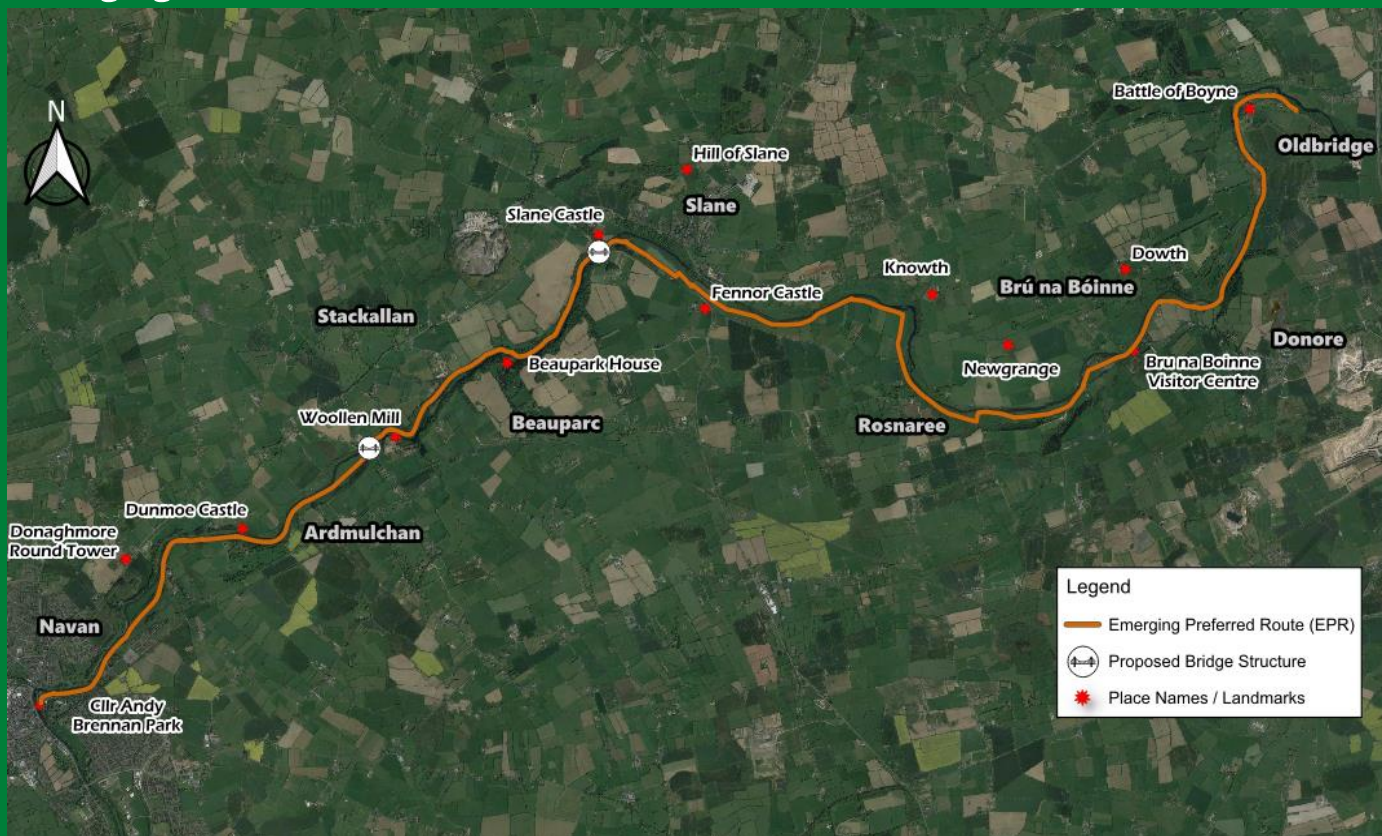 N
Battle of Boyne
Oldbridge
Hill of Slane
Slane
Slane Castle
Dowth
Knowth
Brú na Bóinne
Fennor Castle
Stackallan
Donore
Newgrange
Bru na Boinne
Visitor Centre
Beaupark House
Woollen Mill
Beauparc
Rosnaree
Dunmoe Castle
Donaghmore
Round Tower
Ardmulchan
Navan
Cllr Andy
Brennan Park
Legend
Emerging Preferred Route (EPR)
Proposed Bridge Structure
Place Names / Landmarks